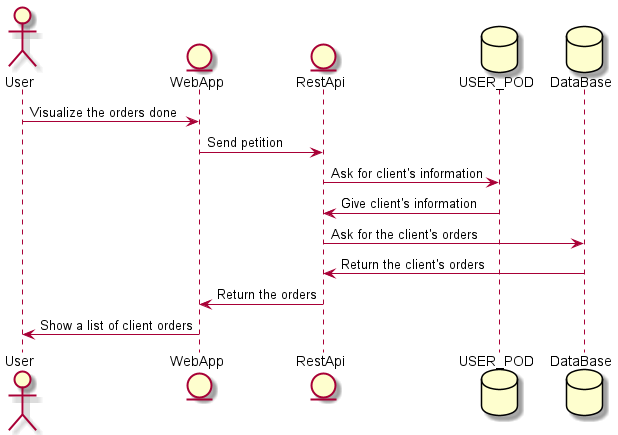 User
WebApp
RestApi
USER_POD
DataBase
Visualize the orders done
Send petition
Ask for client's information
Give client's information
Ask for the client's orders
Return the client's orders
Return the orders
Show a list of client orders
User
WebApp
RestApi
USER_POD
DataBase